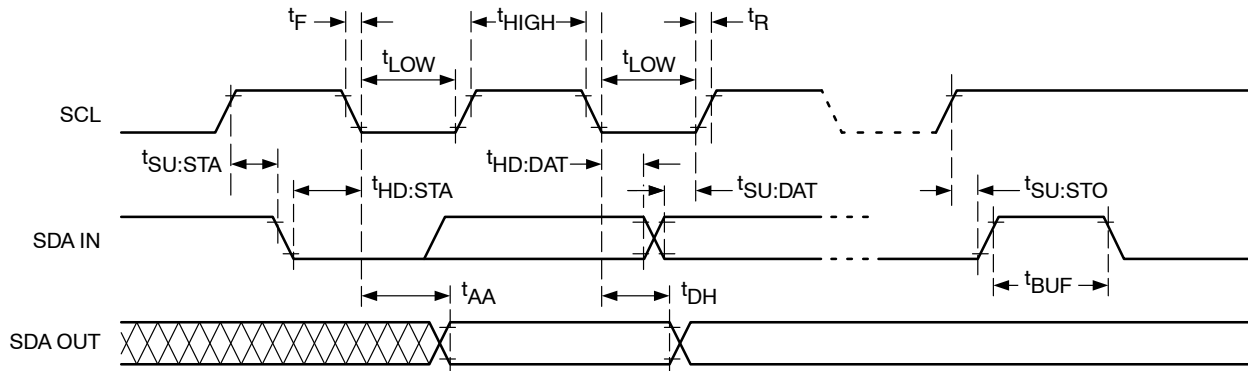 tF
tHIGH
tR
tLOW
tLOW
SCL
tSU:STA
tHD:STA
tHD:DAT
tSU:DAT
tSU:STO
SDA IN
tBUF
tAA
tDH
SDA OUT